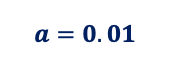 a = 0.01